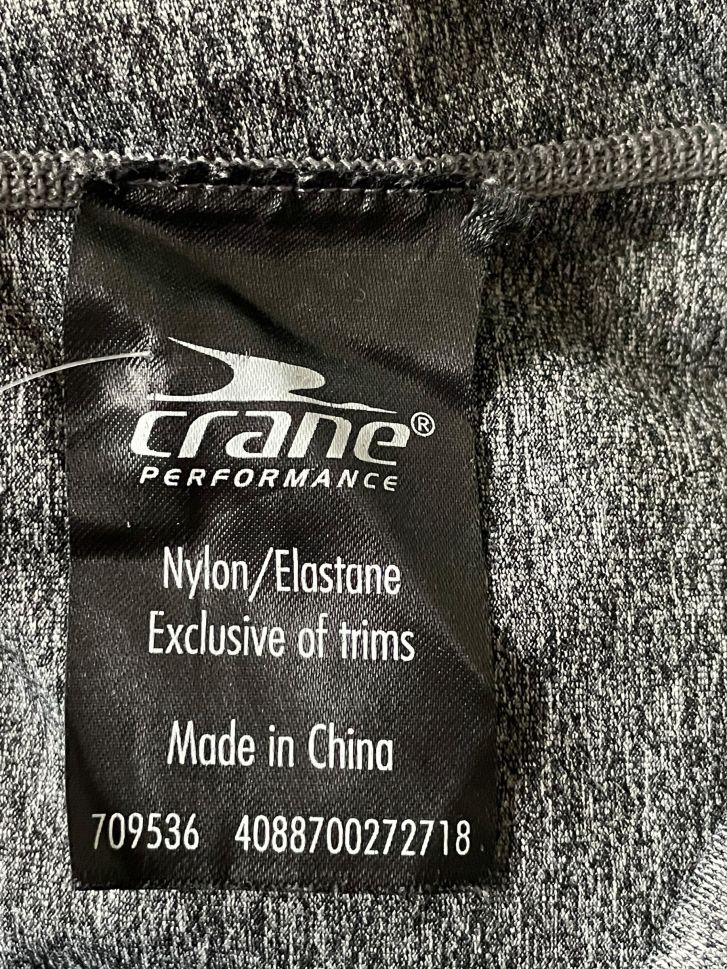 crane®
PERFORMANCE
Nylon/Elastane
Exclusive of trims
Made in China
709536 4088700272718